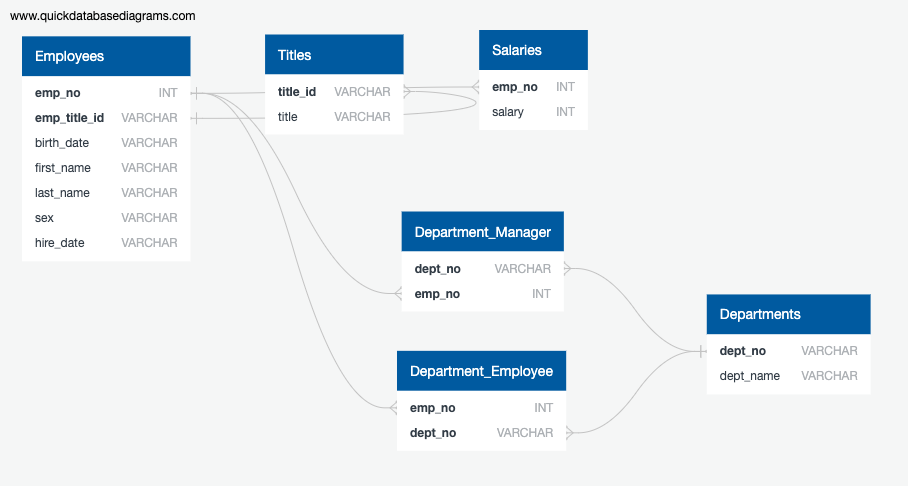 www.quickdatabasediagrams.com
Employees
emp_no INT
emp_title_id VARCHAR
birth_date VARCHAR
first_name VARCHAR
last_name VARCHAR
sex VARCHAR
hire_date VARCHAR
Titles
title_id VARCHAR
title VARCHAR
Salaries
emp_no INT
salary INT
Department_Manager
dept_no VARCHAR
emp_no INT
Department_Employee
emp_no INT
dept_no VARCHAR
Departments
dept_no VARCHAR
dept_name VARCHAR